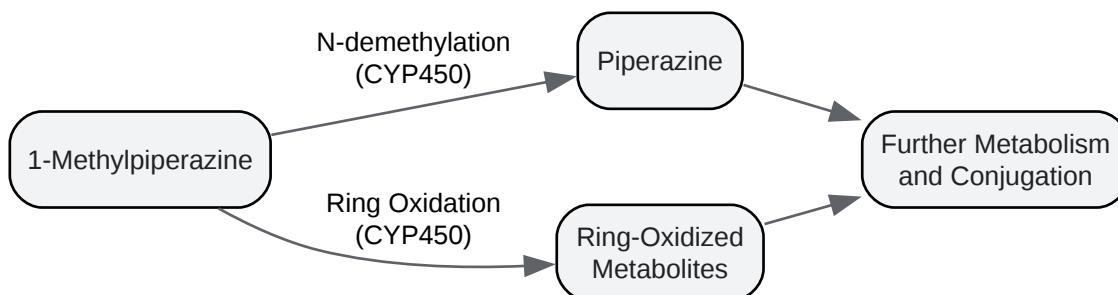 N-demethylation
(CYP450)
Piperazine
1-Methylpiperazine
Further Metabolism
and Conjugation
Ring Oxidation
(CYP450)
Ring-Oxidized
Metabolites